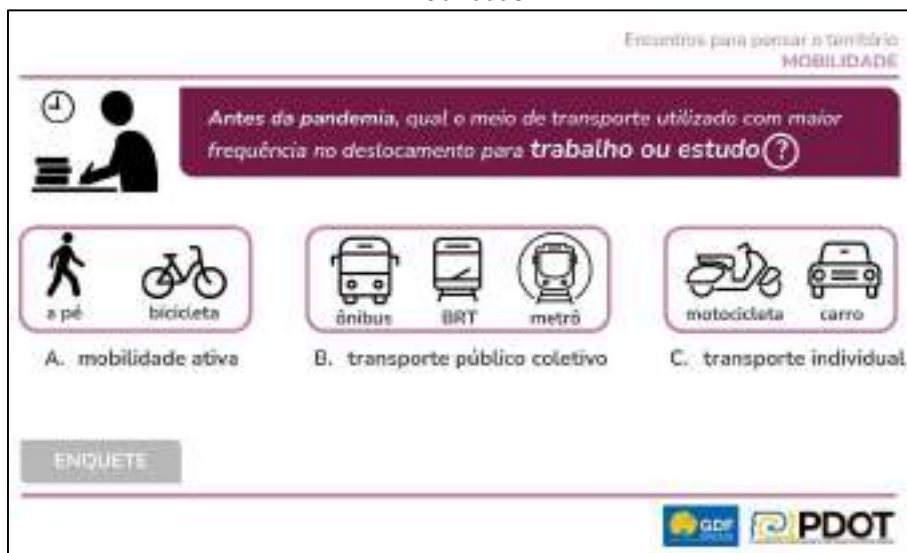 Encontros para pensar o território
MOBILIDADE
Antes da pandemia, qual o meio de transporte utilizado com maior
frequência no deslocamento para trabalho ou estudo?
a pé
bicicleta
ônibus
BRT
metrô
motocicleta
carro
A. mobilidade ativa
B. transporte público coletivo
C. transporte individual
ENQUETE
GDF
PDOT